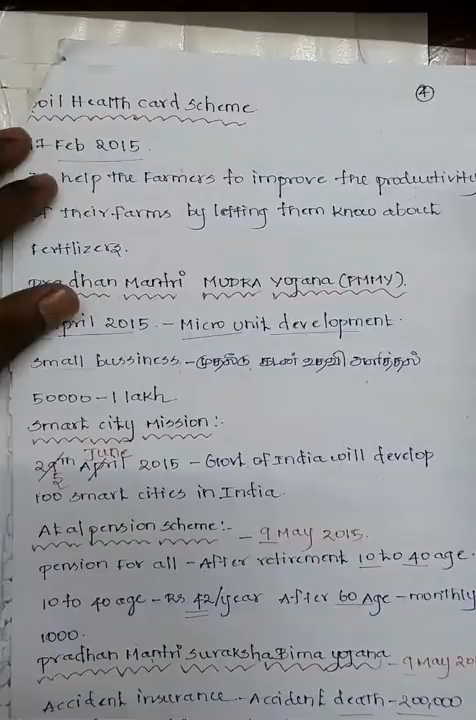 4
oil Health card scheme
17 Feb 2015.
help the Farmers to improve the productivity
of their farms by letting them know about
Fertilizers.
pradhan Mantri MUDRA yojana (PMMY).
April 2015. - Micro unit development.
small bussiness - கடன் உதவி அளித்தல்
50000 - 1 lakh.
smart city Mission:-
June
2015 - Govt of India will develop
100 smart cities in India.
Atal pension scheme:- - 9 May 2015.
pension for all - After retirement 10 to 40 age.
10 to 40 age - Rs 42/year After 60 Age - monthly
1000.
pradhan Mantri suraksha Bima yojana - 9 May 20
Accident insurance - Accident death - 200,000